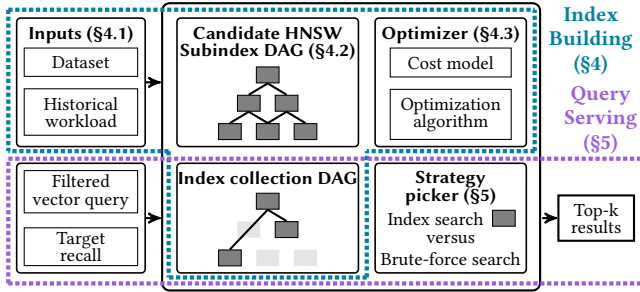 Inputs (§4.1)
Dataset
Historical
workload
Candidate HNSW
Subindex DAG (§4.2)
Optimizer (§4.3)
Cost model
Optimization
algorithm
Index
Building
(§4)
Query
Serving
(§5)
Filtered
vector query
Target
recall
Index collection DAG
Strategy
picker (§5)
Index search
versus
Brute-force search
Top-k
results